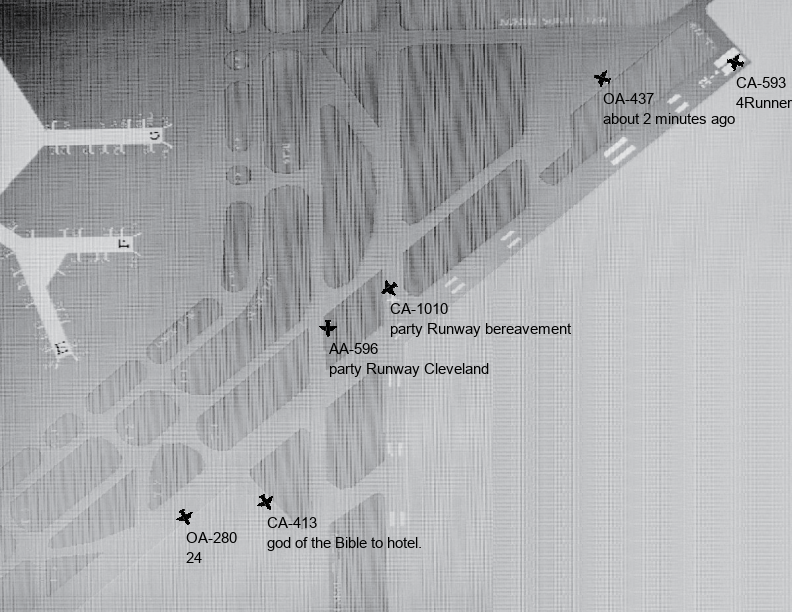 CA-593
4Runner
OA-437
about 2 minutes ago
CA-1010
party Runway bereavement
AA-596
party Runway Cleveland
CA-413
god of the Bible to hotel.
OA-280
24